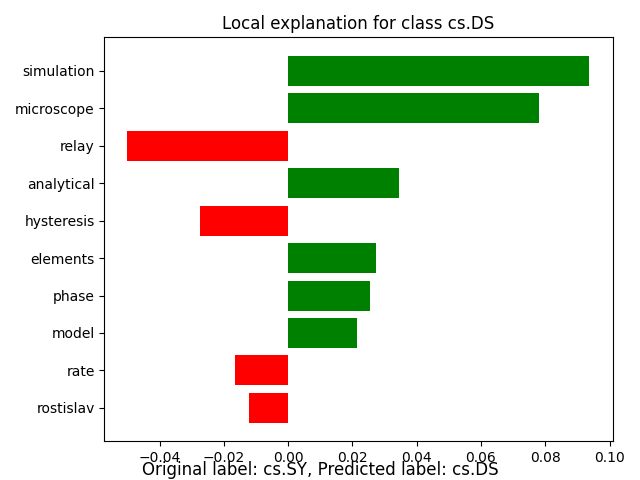 Local explanation for class cs.DS
simulation
microscope
relay
analytical
hysteresis
elements
phase
model
rate
rostislav
−0.04 −0.02 0.00 0.02 0.04 0.06 0.08 0.10
Original label: cs.SY, Predicted label: cs.DS